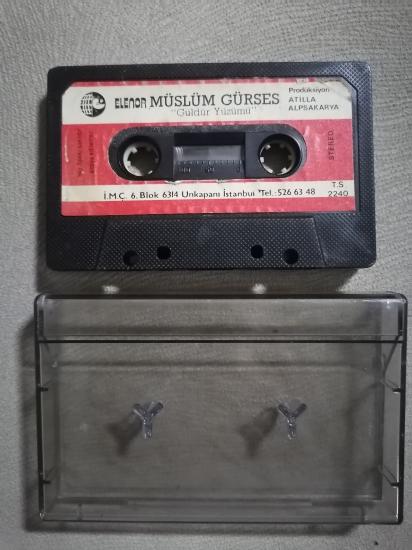 ELENOR MÜSLÜM GÜRSES
"Güldür Yüzümü"
Prodüksiyon
ATİLLA
ALPSAKARYA
STEREO
İ.M.Ç. 6. Blok 6314 Unkapanı İstanbul Tel.: 526 63 48
T.S
2240